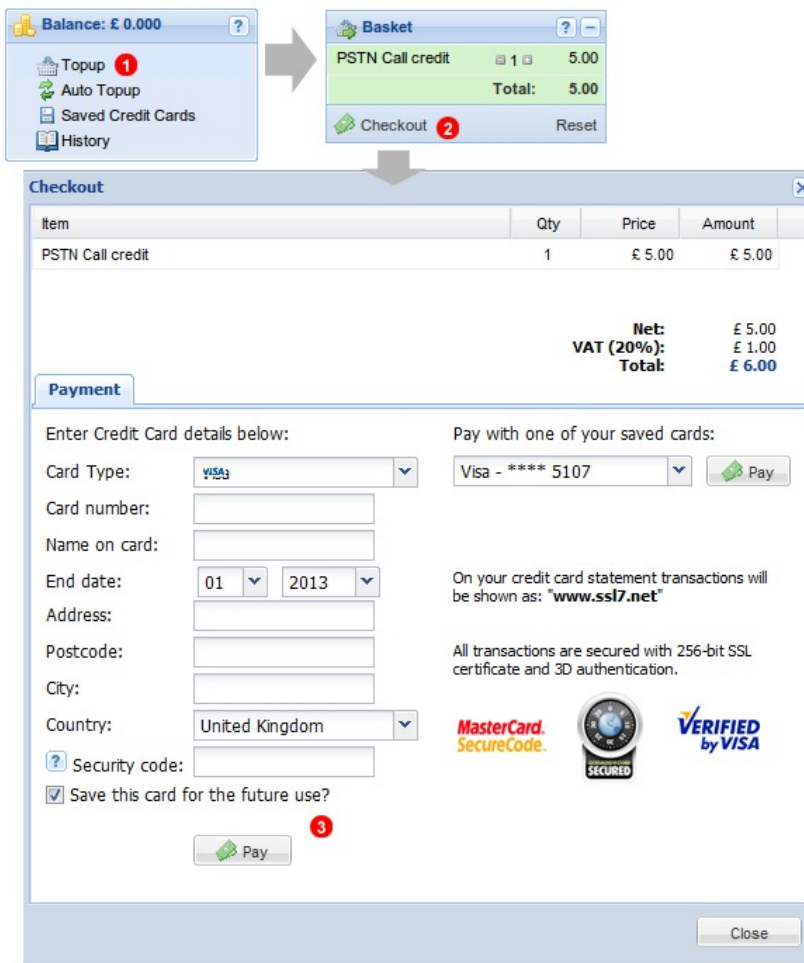 Balance: £ 0.000 ?
Topup 1
Auto Topup
Saved Credit Cards
History
Basket ?
PSTN Call credit 1 5.00
Total: 5.00
Checkout 2 Reset
Checkout
Item Qty Price Amount
PSTN Call credit 1 £ 5.00 £ 5.00
Net: £ 5.00
VAT (20%): £ 1.00
Total: £ 6.00
Payment
Enter Credit Card details below:
Card Type: VISA
Card number:
Name on card:
End date: 01 2013
Address:
Postcode:
City:
Country: United Kingdom
? Security code:
Save this card for the future use?
3
Pay
Pay with one of your saved cards:
Visa - **** 5107 Pay
On your credit card statement transactions will
be shown as: "www.ssl7.net"
All transactions are secured with 256-bit SSL
certificate and 3D authentication.
MasterCard.
SecureCode.
SECURED
VERIFIED
by VISA
Close